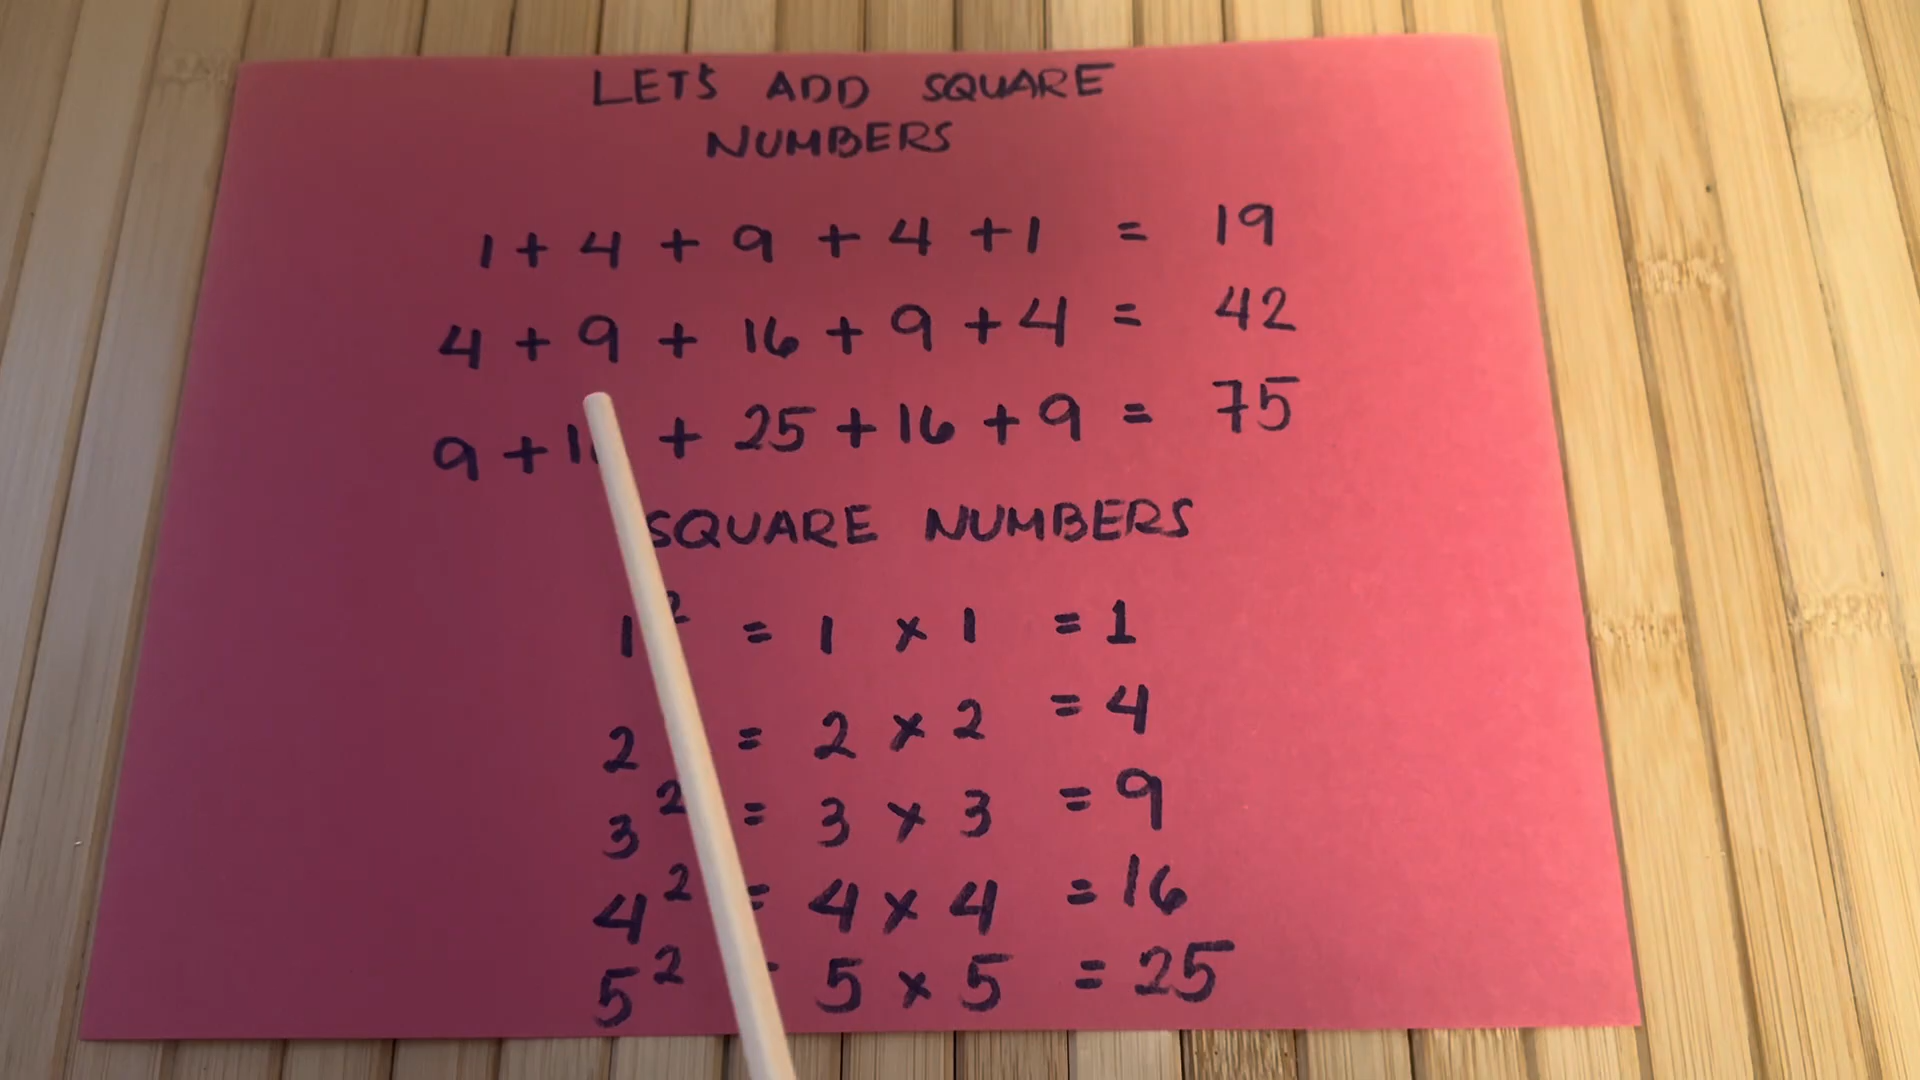 LET'S ADD SQUARE
NUMBERS
1 + 4 + 9 + 4 + 1 = 19
4 + 9 + 16 + 9 + 4 = 42
9 + 1 + 25 + 16 + 9 = 75
SQUARE NUMBERS
1² = 1 × 1 = 1
2 = 2 × 2 = 4
3² = 3 × 3 = 9
4² = 4 × 4 = 16
5² = 5 × 5 = 25